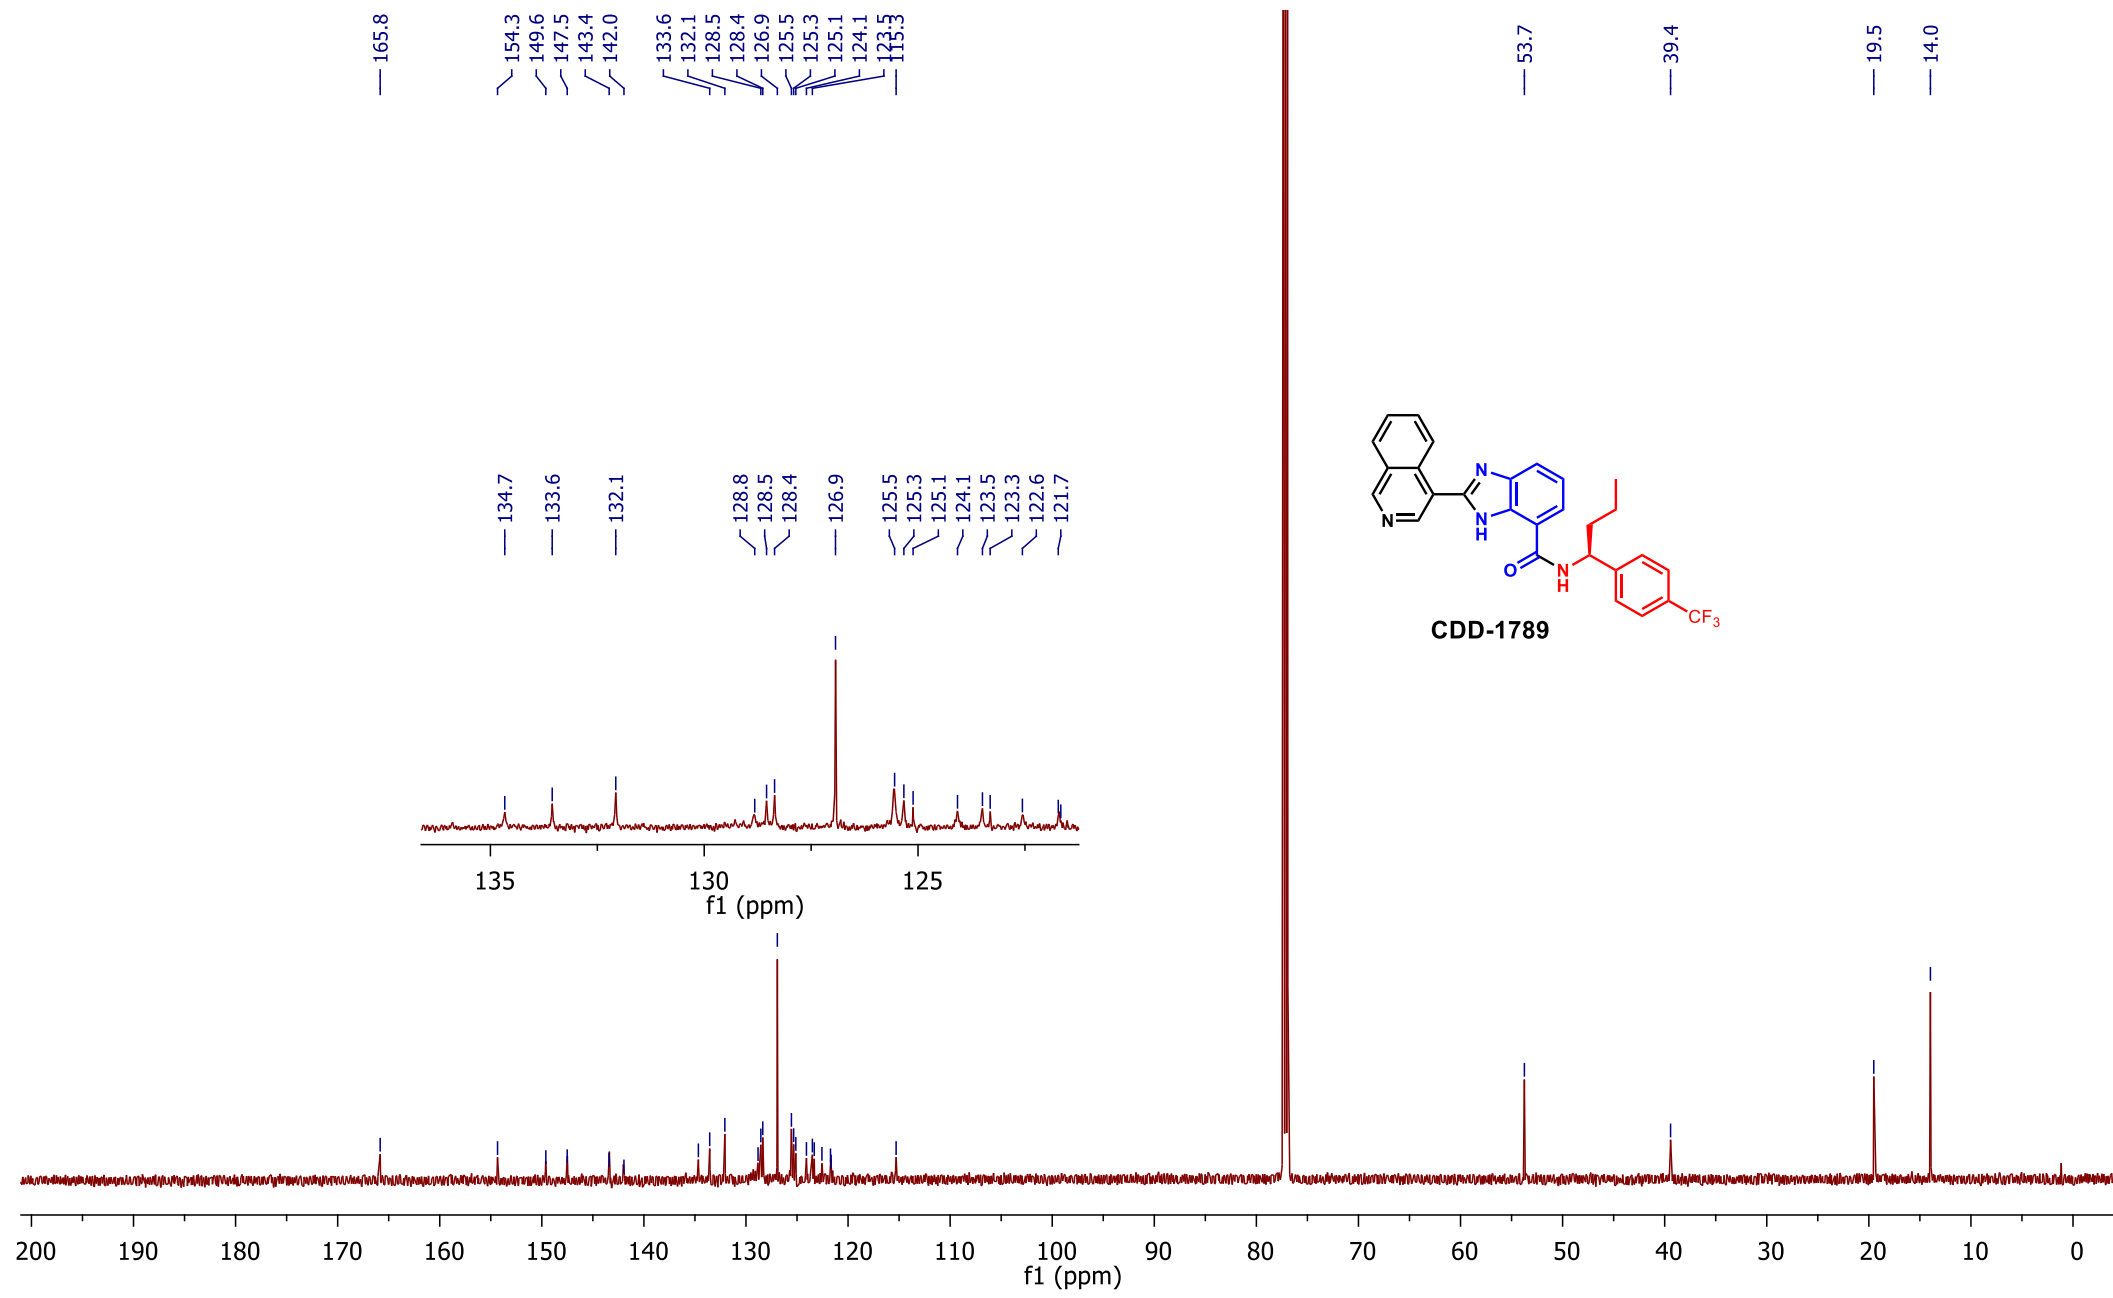 165.8 154.3 149.6 147.5 143.4 142.0 133.6 132.1 128.5 128.4 126.9 125.5 125.3 125.1 124.1 123.5 115.3 53.7 39.4 19.5 14.0
134.7 133.6 132.1 128.8 128.5 128.4 126.9 125.5 125.3 125.1 124.1 123.5 123.3 122.6 121.7
N
N
N
H
O
N
H
CF3
CDD-1789
135 130 125
f1 (ppm)
200 190 180 170 160 150 140 130 120 110 100 90 80 70 60 50 40 30 20 10 0
f1 (ppm)